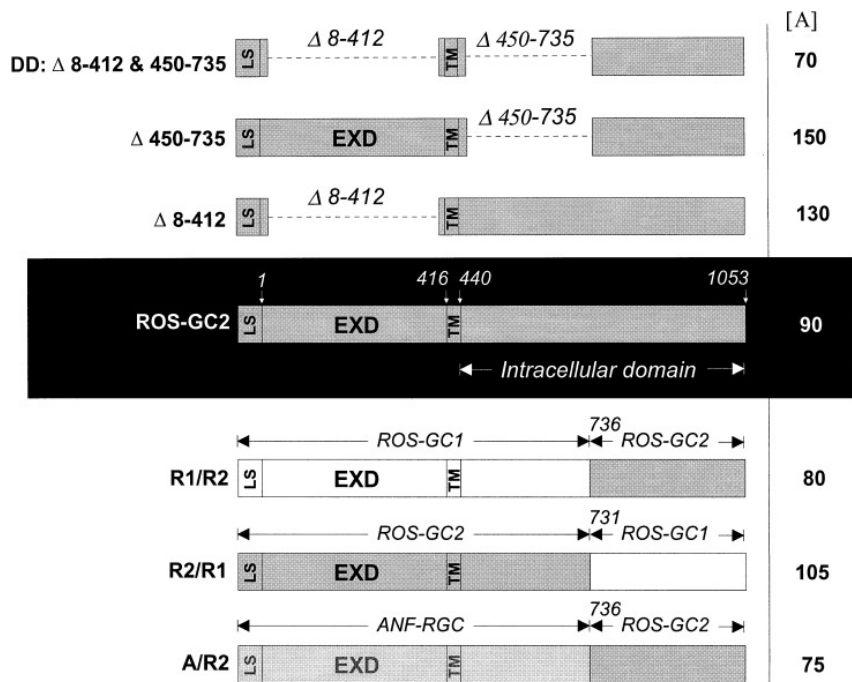 [A]
Δ 8-412 Δ 450-735
DD: Δ 8-412 & 450-735 LS TM 70
Δ 450-735
Δ 450-735 LS EXD TM 150
Δ 8-412
Δ 8-412 LS TM 130
1 416 440 1053
ROS-GC2 LS EXD TM 90
Intracellular domain
736
ROS-GC1 ROS-GC2
R1/R2 LS EXD TM 80
731
ROS-GC2 ROS-GC1
R2/R1 LS EXD TM 105
736
ANF-RGC ROS-GC2
A/R2 LS EXD TM 75